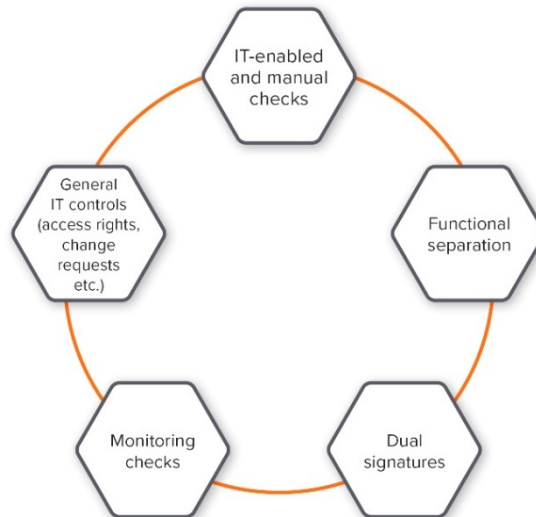 IT-enabled
and manual
checks
Functional
separation
Dual
signatures
Monitoring
checks
General
IT controls
(access rights,
change
requests
etc.)